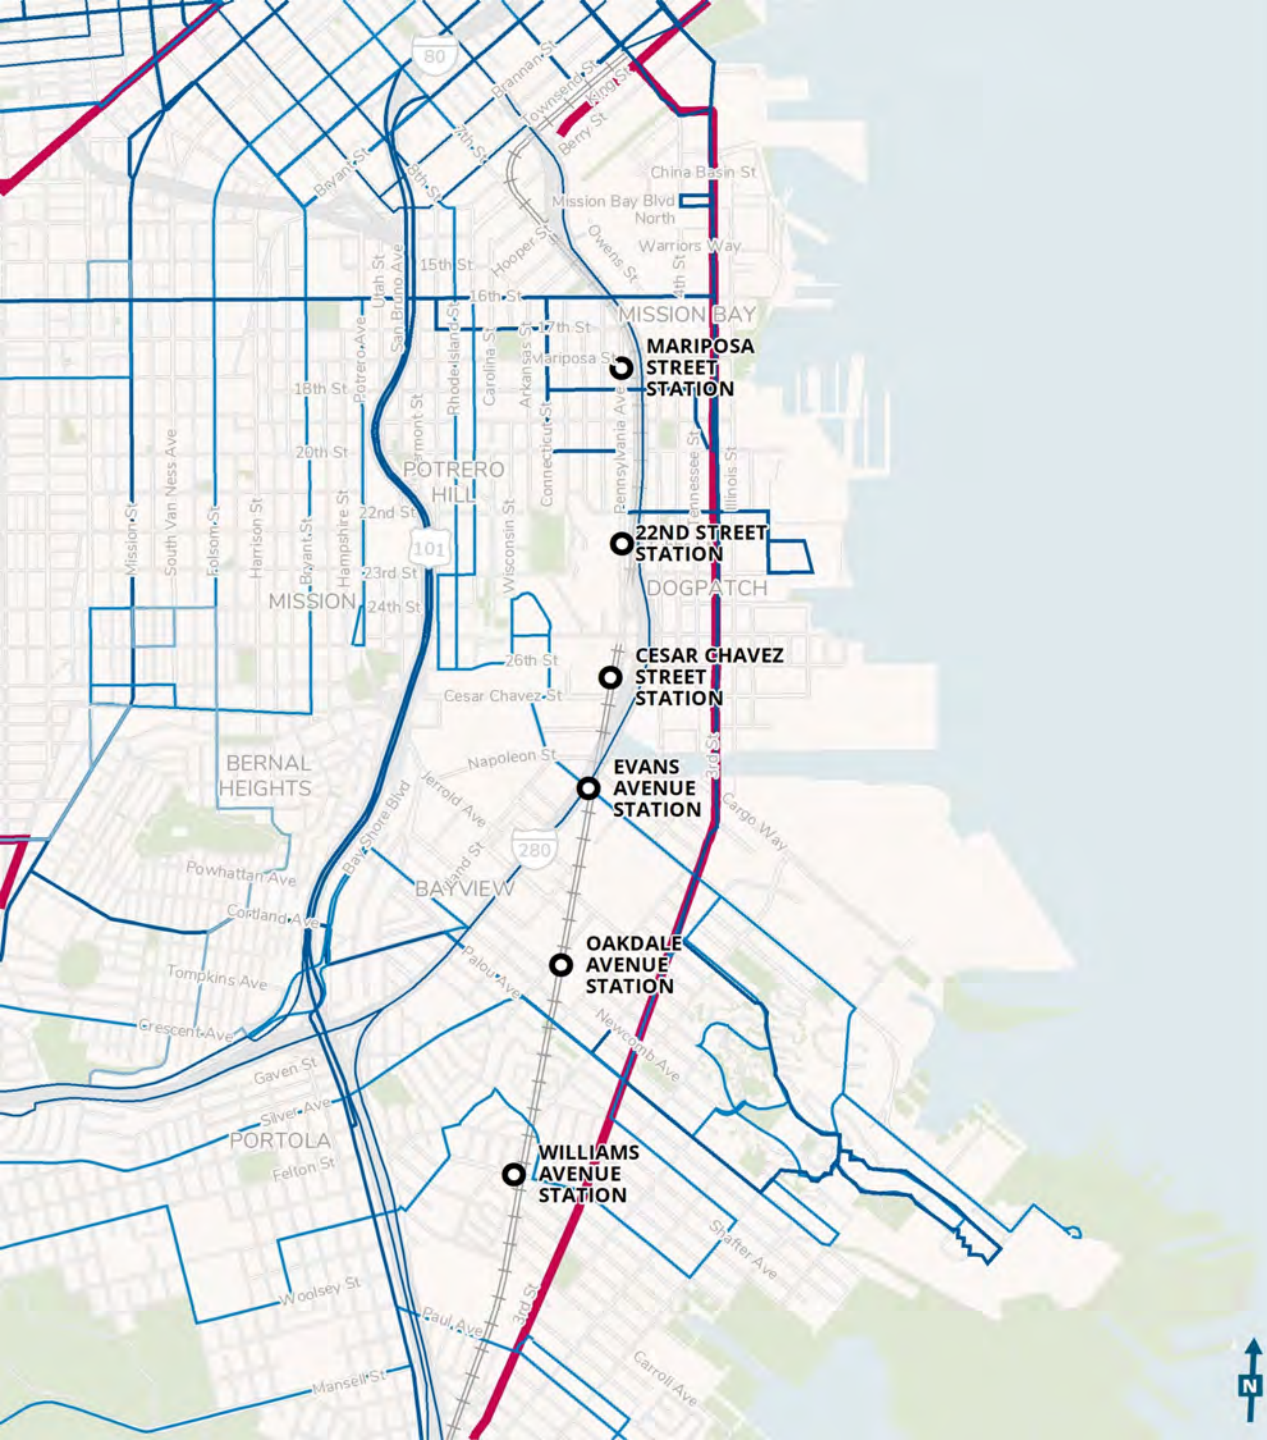 80
Brannan St
Townsend St
King St
Berry St
7th St
8th St
Bryant St
China Basin St
Mission Bay Blvd
North
Warriors Way
Owens St
Hooper St
4th St
15th St
16th St
17th St
Utah St
San Bruno Ave
MISSION BAY
MARIPOSA
STREET
STATION
Mariposa St
Potrero Ave
Rhode Island St
Carolina St
Arkansas St
18th St
Vermont St
Connecticut St
Pennsylvania Ave
Tennessee St
Illinois St
20th St
POTRERO
HILL
22nd St
22ND STREET
STATION
101
Mission St
South Van Ness Ave
Folsom St
Harrison St
Bryant St
Hampshire St
Wisconsin St
23rd St
24th St
MISSION
DOGPATCH
26th St
CESAR CHAVEZ
STREET
STATION
Cesar Chavez St
Napoleon St
3rd St
BERNAL
HEIGHTS
EVANS
AVENUE
STATION
Jerrold Ave
Bay Shore Blvd
Cargo Way
280
land St
Powhattan Ave
BAYVIEW
Cortland Ave
OAKDALE
AVENUE
STATION
Palou Ave
Tompkins Ave
Crescent Ave
Newcomb Ave
Gaven St
Silver Ave
PORTOLA
Felton St
WILLIAMS
AVENUE
STATION
Shafter Ave
Woolsey St
3rd St
Paul Ave
Mansell St
Carroll Ave
N